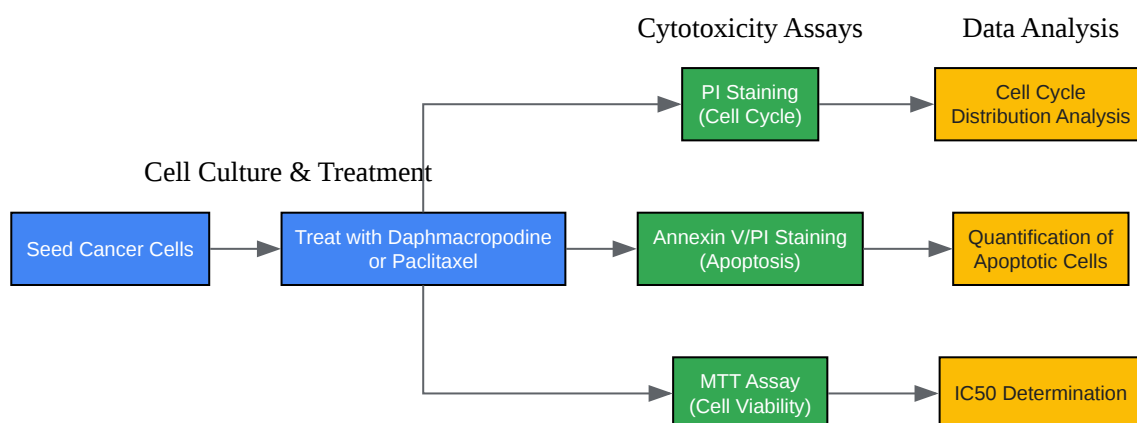 Cytotoxicity Assays
Data Analysis
PI Staining
(Cell Cycle)
Cell Cycle
Distribution Analysis
Cell Culture & Treatment
Seed Cancer Cells
Treat with Daphmacropodine
or Paclitaxel
Annexin V/PI Staining
(Apoptosis)
Quantification of
Apoptotic Cells
MTT Assay
(Cell Viability)
IC50 Determination